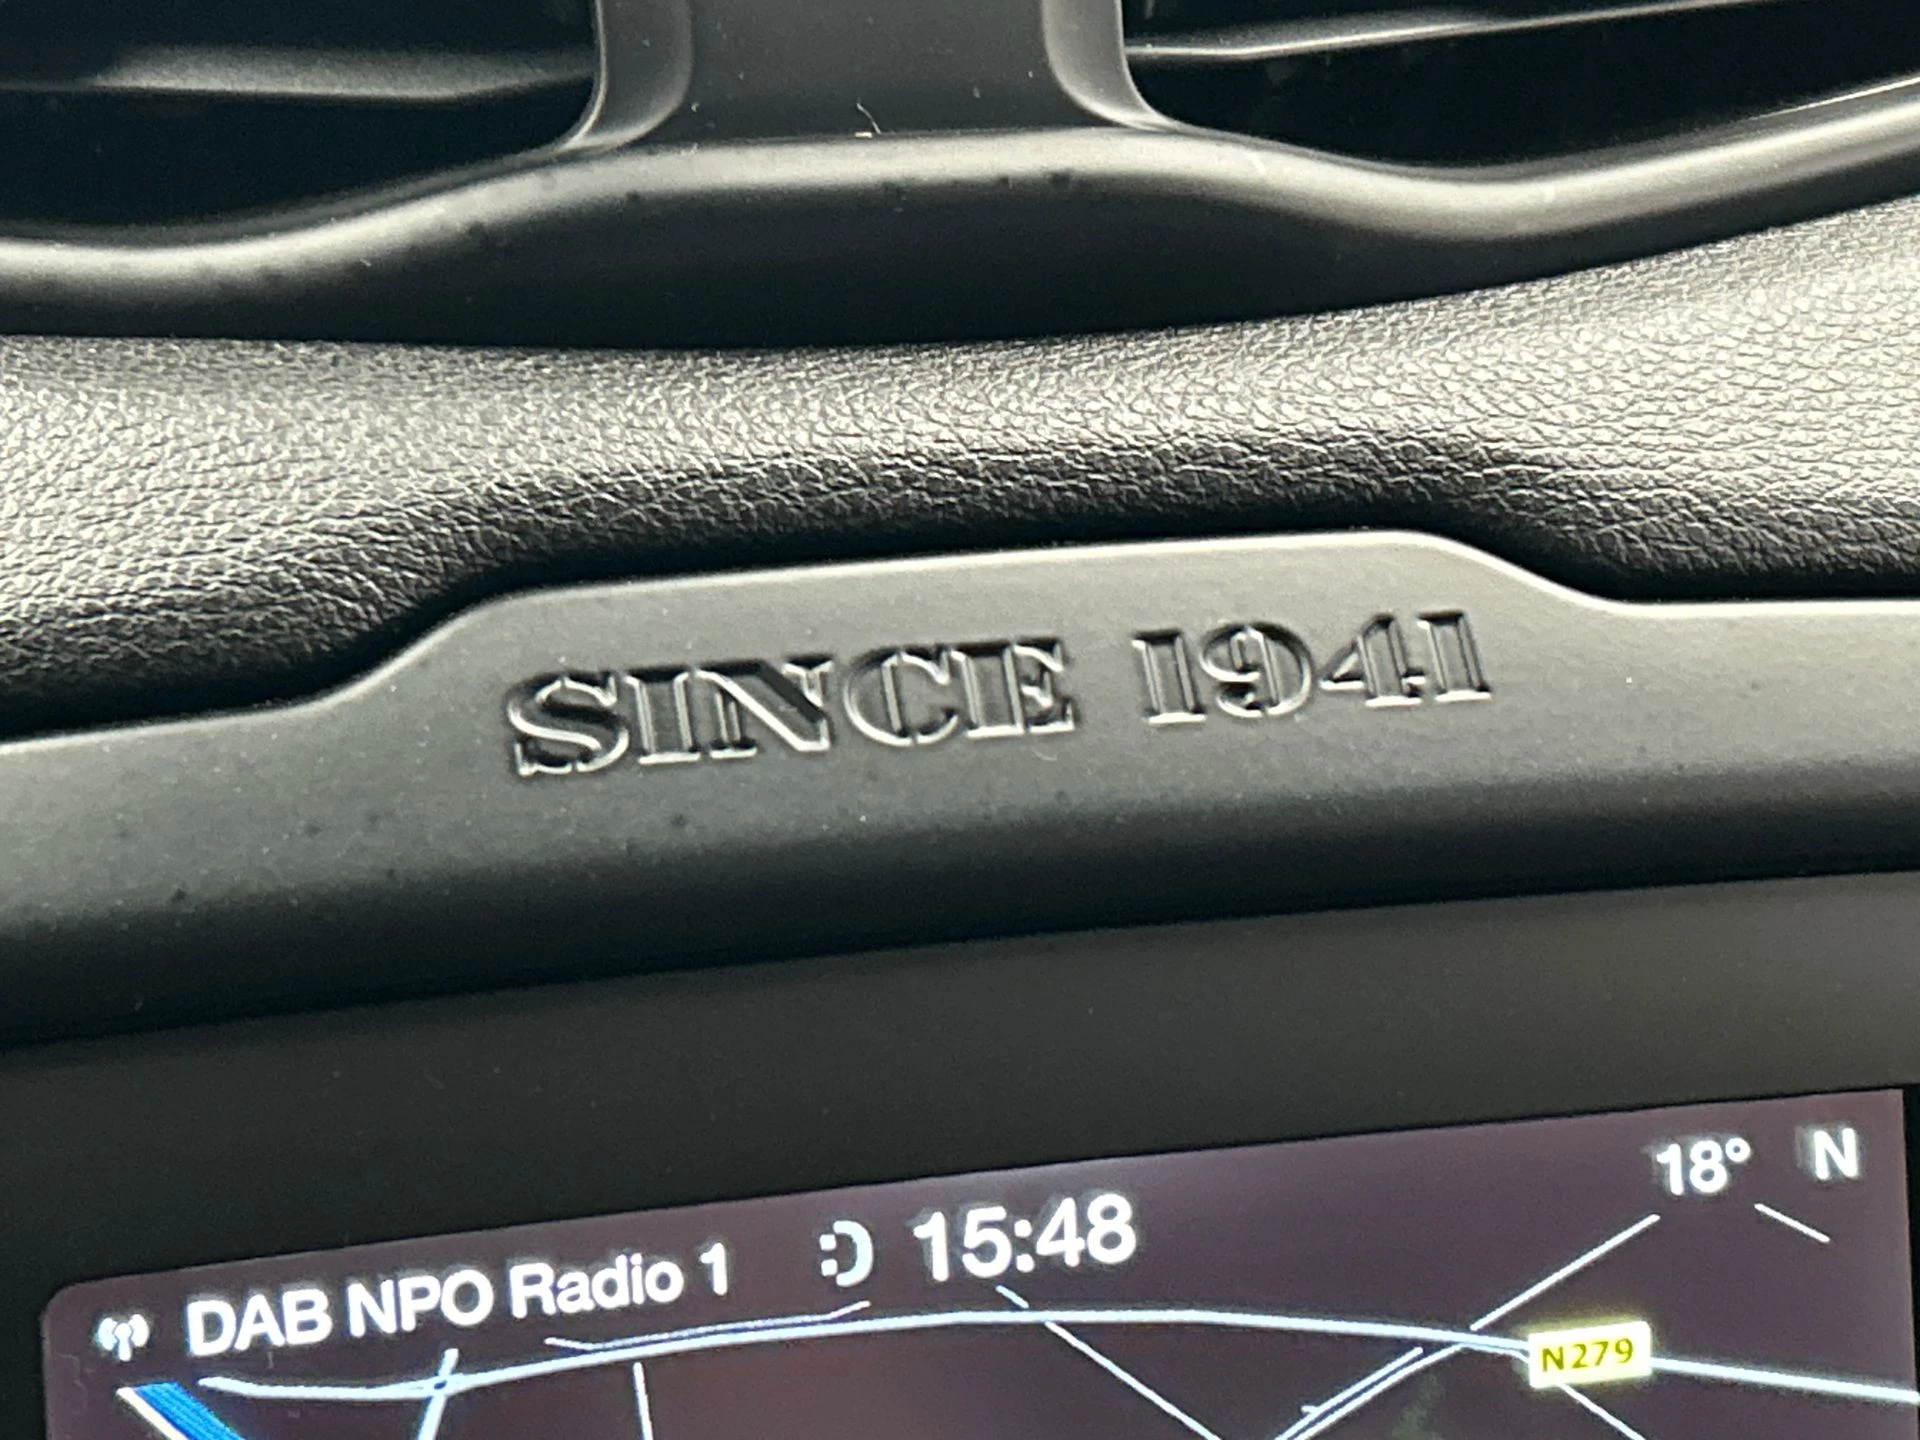 SINCE 1941
18° N
DAB NPO Radio 1 15:48
N279